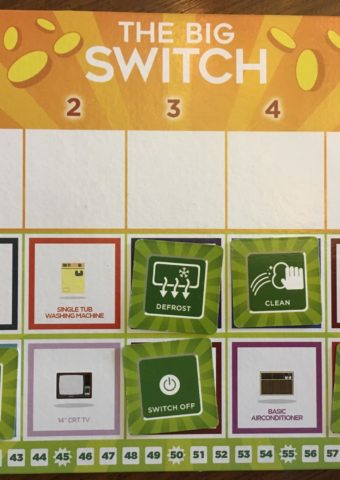 THE BIG
SWITCH
2 3 4
SINGLE TUB
WASHING MACHINE
DEFROST
CLEAN
14" CRT TV
SWITCH OFF
BASIC
AIRCONDITIONER
43 44 45 46 47 48 49 50 51 52 53 54 55 56 57